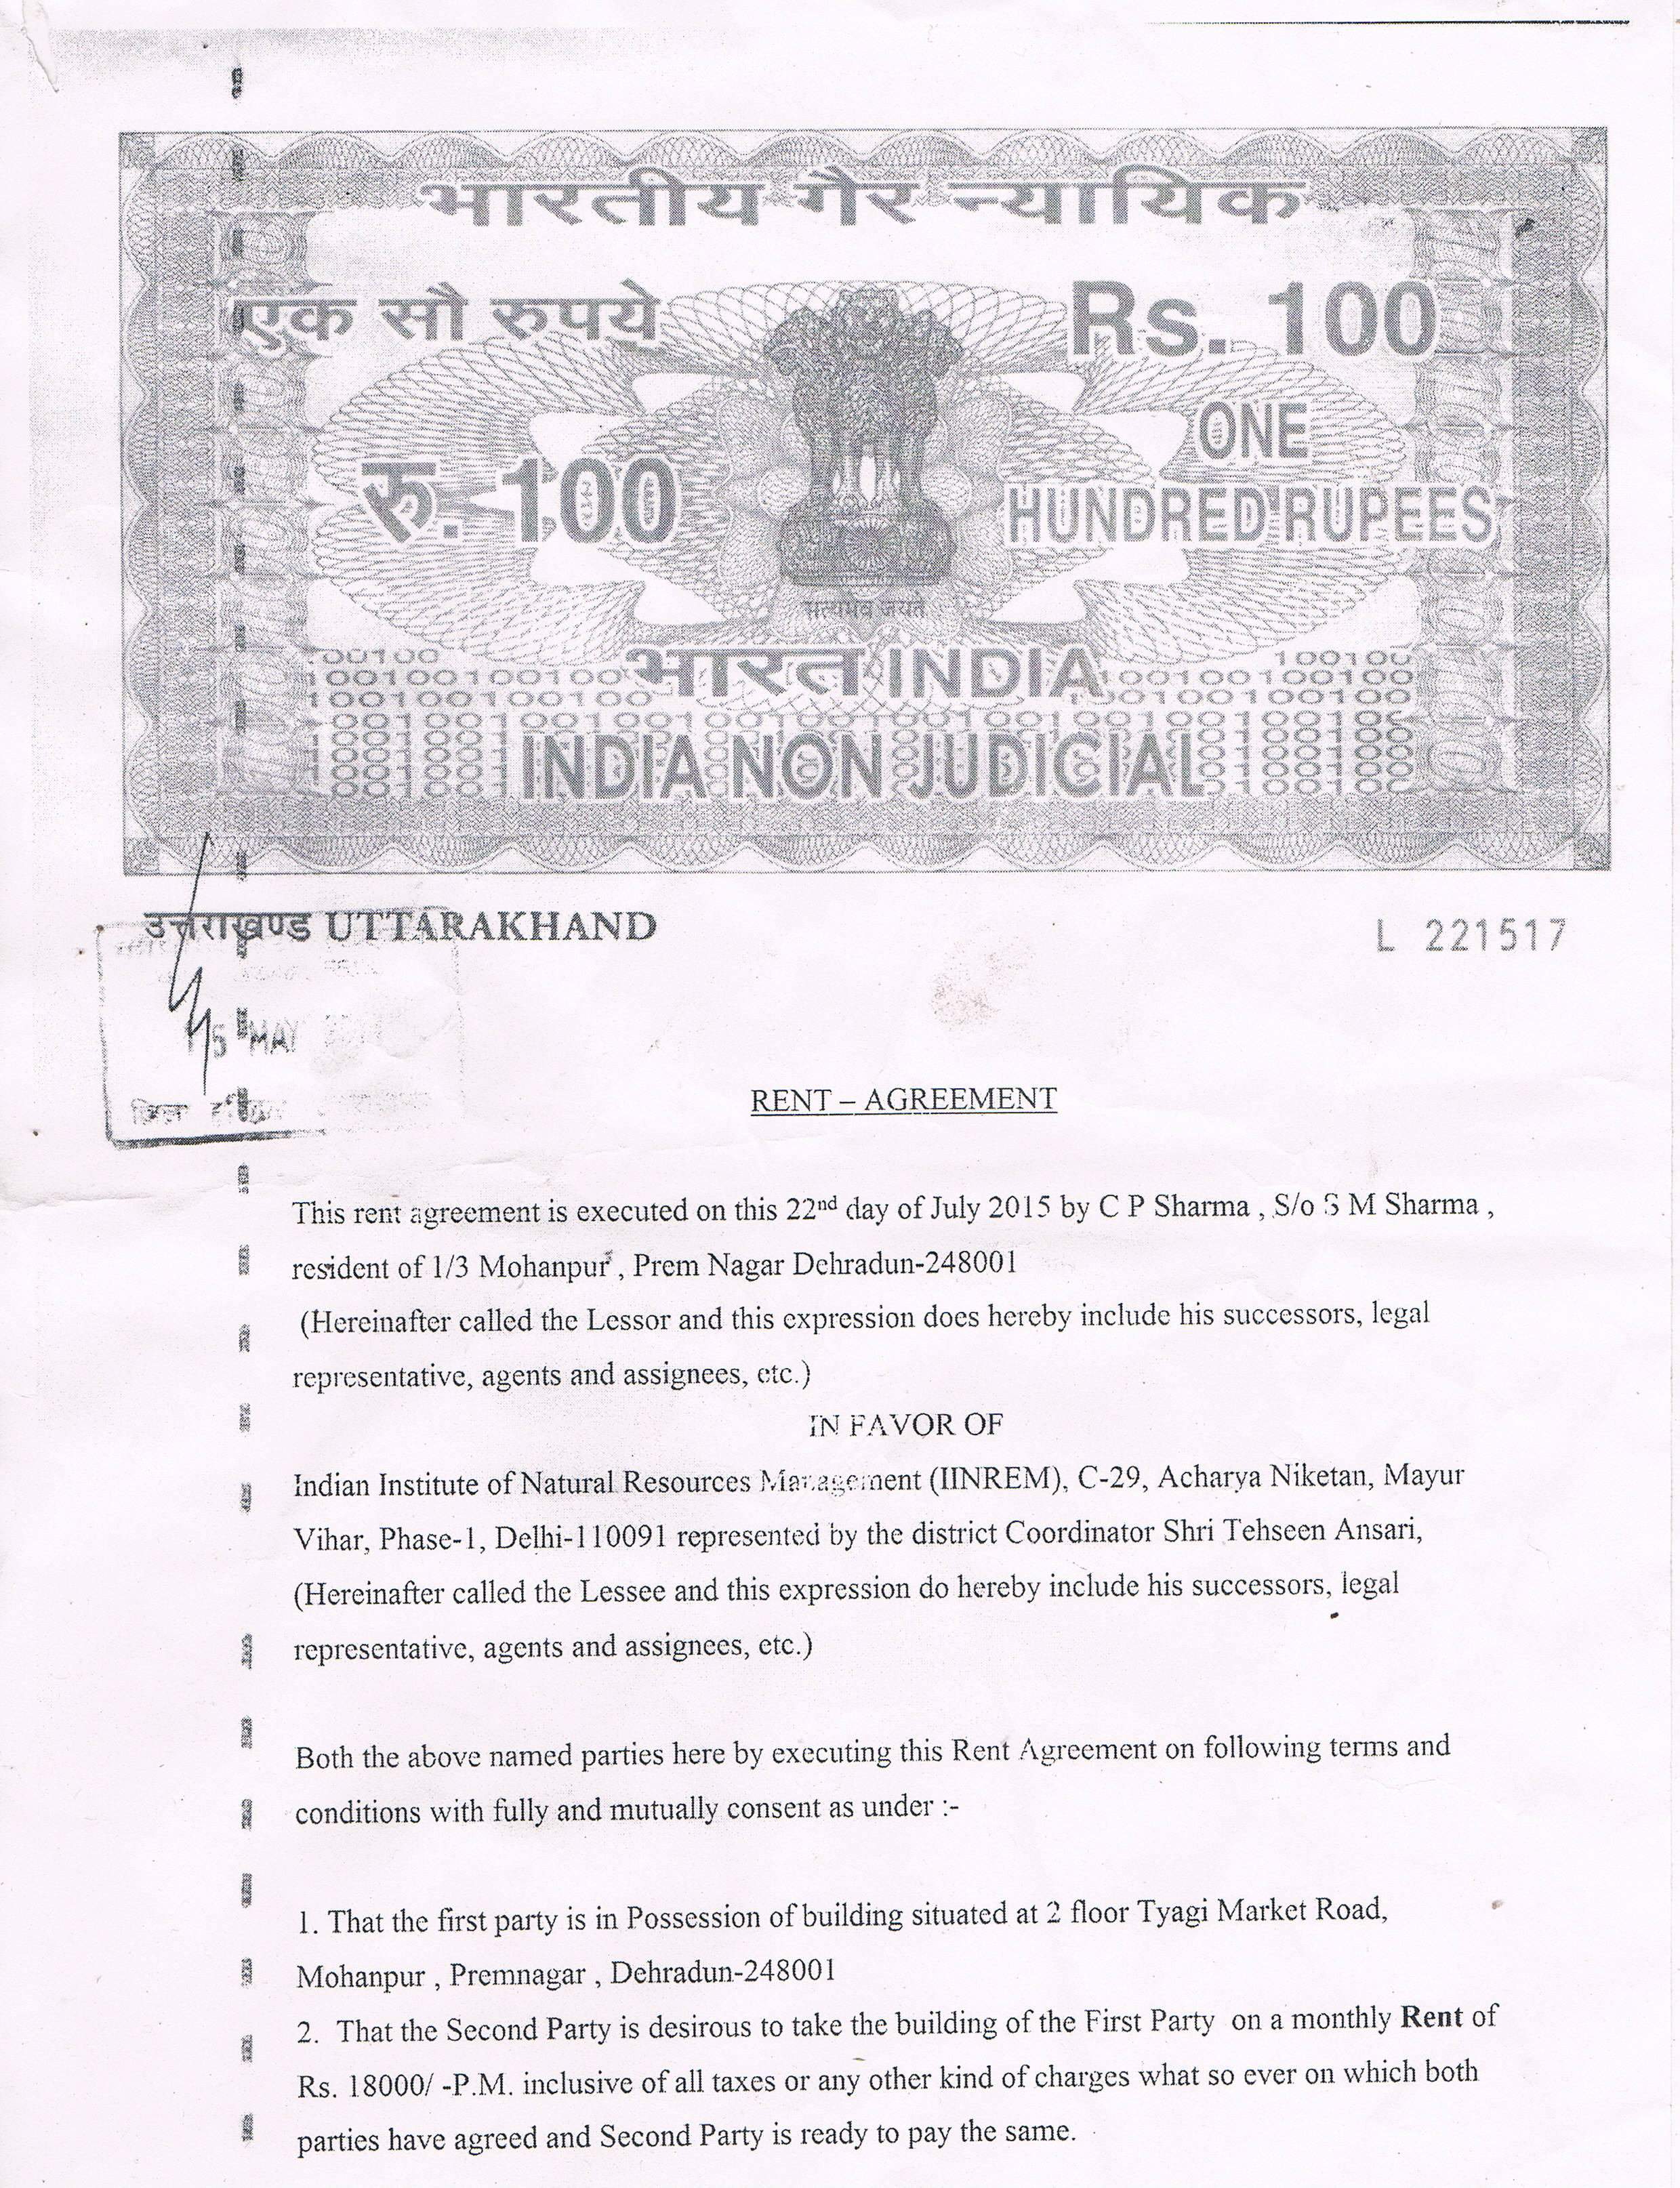 भारतीय गैर न्यायिक
एक सौ रुपये Rs. 100
रु. 100 ONE
HUNDRED RUPEES
सत्यमेव जयते
भारत INDIA
INDIA NON JUDICIAL
उत्तराखण्ड UTTARAKHAND L 221517
MAY
RENT – AGREEMENT
This rent agreement is executed on this 22nd day of July 2015 by C P Sharma , S/o S M Sharma ,
resident of 1/3 Mohanpur , Prem Nagar Dehradun-248001
(Hereinafter called the Lessor and this expression does hereby include his successors, legal
representative, agents and assignees, etc.)
IN FAVOR OF
Indian Institute of Natural Resources Management (IINREM), C-29, Acharya Niketan, Mayur
Vihar, Phase-1, Delhi-110091 represented by the district Coordinator Shri Tehseen Ansari,
(Hereinafter called the Lessee and this expression do hereby include his successors, legal
representative, agents and assignees, etc.)
Both the above named parties here by executing this Rent Agreement on following terms and
conditions with fully and mutually consent as under :-
1. That the first party is in Possession of building situated at 2 floor Tyagi Market Road,
Mohanpur , Premnagar , Dehradun-248001
2. That the Second Party is desirous to take the building of the First Party on a monthly Rent of
Rs. 18000/ -P.M. inclusive of all taxes or any other kind of charges what so ever on which both
parties have agreed and Second Party is ready to pay the same.